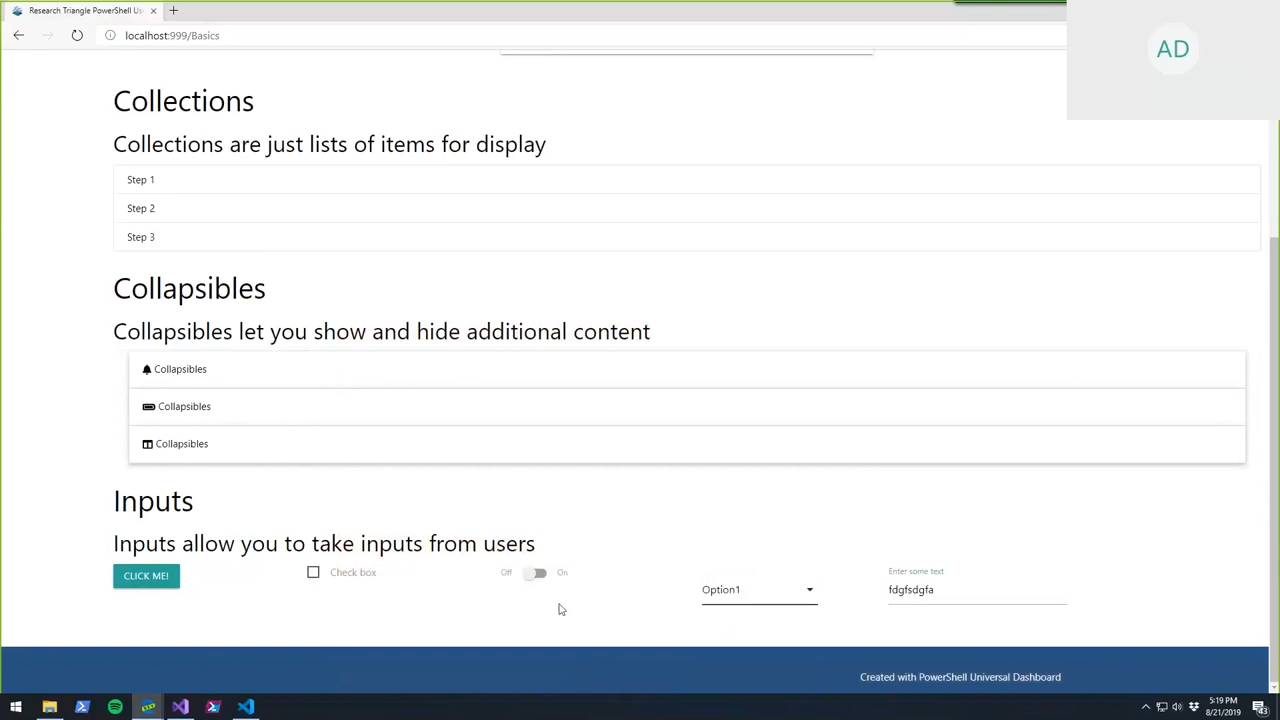 Research Triangle PowerShell Us
localhost:999/Basics
AD
Collections
Collections are just lists of items for display
Step 1
Step 2
Step 3
Collapsibles
Collapsibles let you show and hide additional content
Collapsibles
Collapsibles
Collapsibles
Inputs
Inputs allow you to take inputs from users
CLICK ME!
Check box
Off
On
Option1
Enter some text
fdgfsdgfa
Created with PowerShell Universal Dashboard
5:19 PM
8/21/2019
43